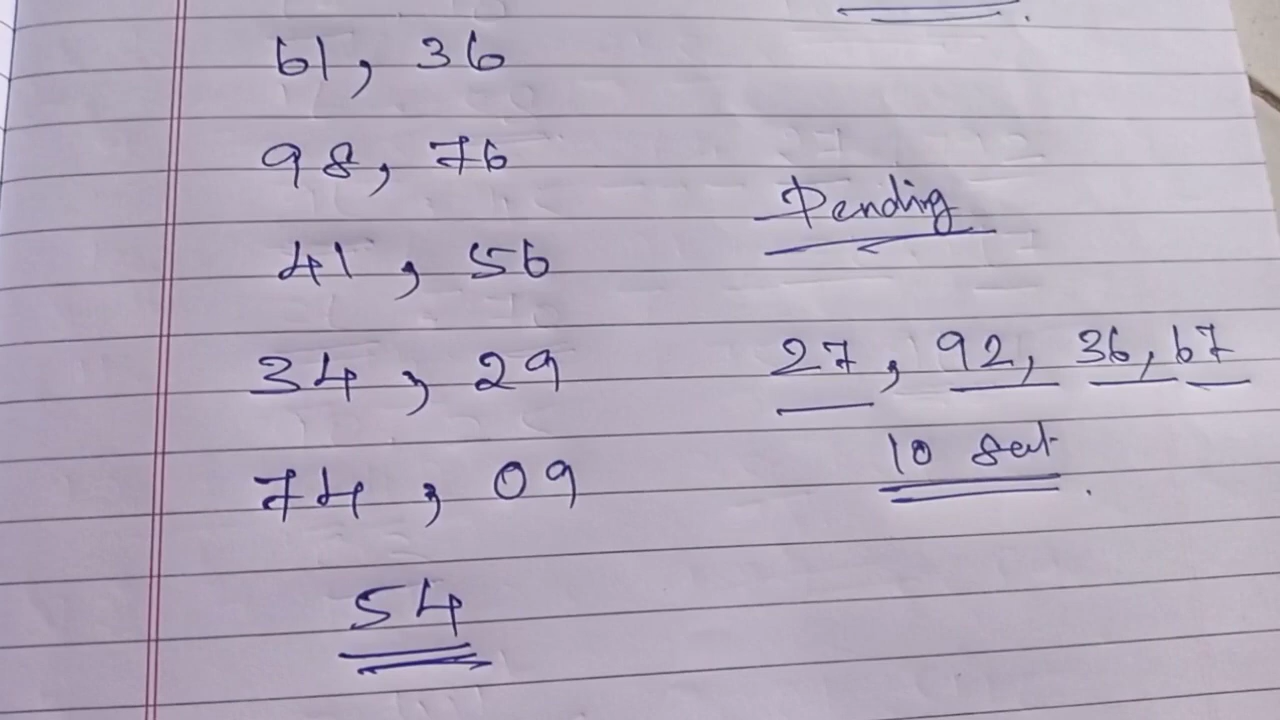 61, 36
98, 76
41, 56
34, 29
74, 09
54
Pending
27, 92, 36, 67
10 set